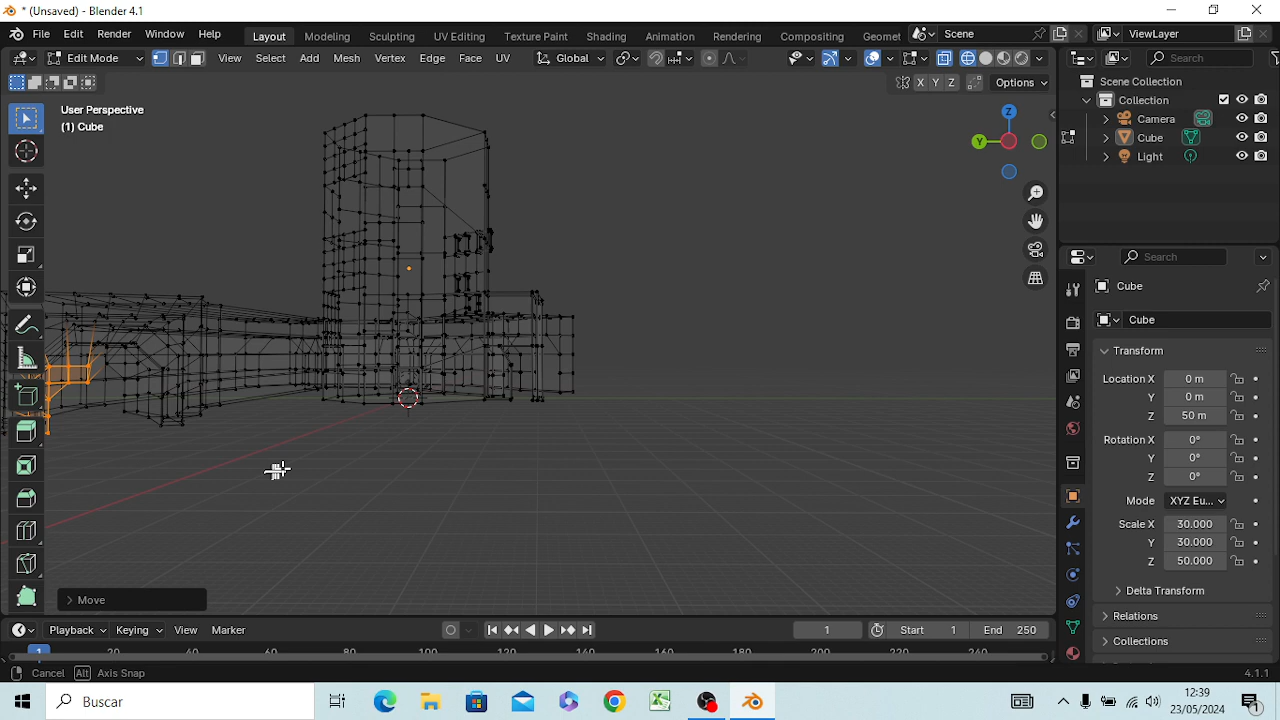 * (Unsaved) - Blender 4.1
File Edit Render Window Help Layout Modeling Sculpting UV Editing Texture Paint Shading Animation Rendering Compositing Geomet Scene ViewLayer
Edit Mode View Select Add Mesh Vertex Edge Face UV Global Search
X Y Z Options
User Perspective
(1) Cube
Scene Collection
Collection
Camera
Cube
Light
Z
Y
Search
Cube
Cube
Transform
Location X 0 m
Y 0 m
Z 50 m
Rotation X 0°
Y 0°
Z 0°
Mode XYZ Eu...
Scale X 30.000
Y 30.000
Z 50.000
Delta Transform
Relations
Collections
Move
Playback Keying View Marker 1 Start 1 End 250
1 20 40 60 80 100 120 140 160 180 200 220 240
Cancel Alt Axis Snap 4.1.1
Buscar
12:39
23/05/2024
1